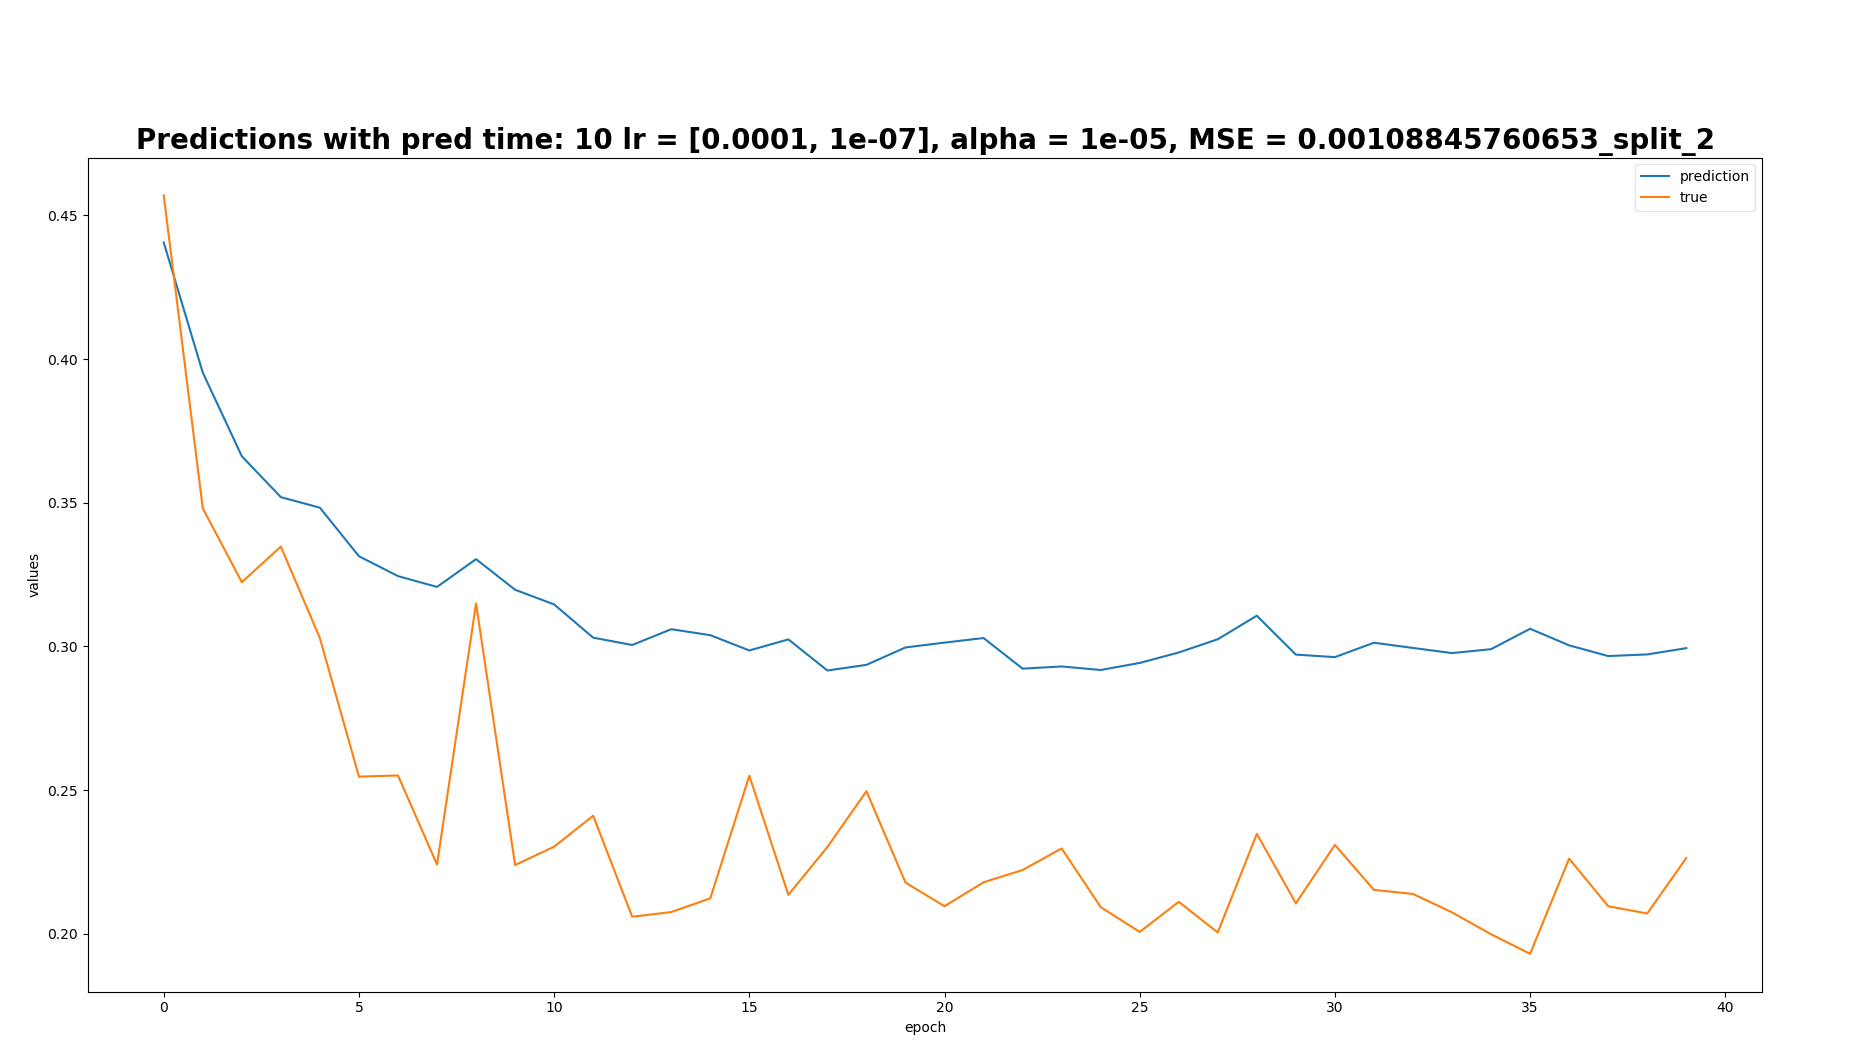 Predictions with pred time: 10 lr = [0.0001, 1e-07], alpha = 1e-05, MSE = 0.00108845760653_split_2
prediction
true
0.45
0.40
0.35
0.30
0.25
0.20
values
0 5 10 15 20 25 30 35 40
epoch